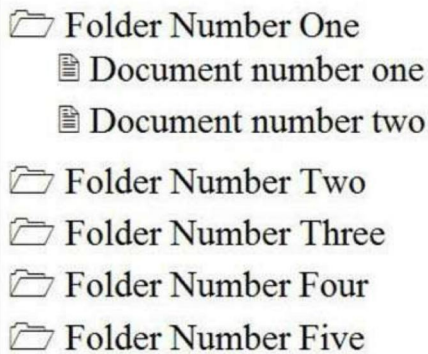 Folder Number One
Document number one
Document number two
Folder Number Two
Folder Number Three
Folder Number Four
Folder Number Five